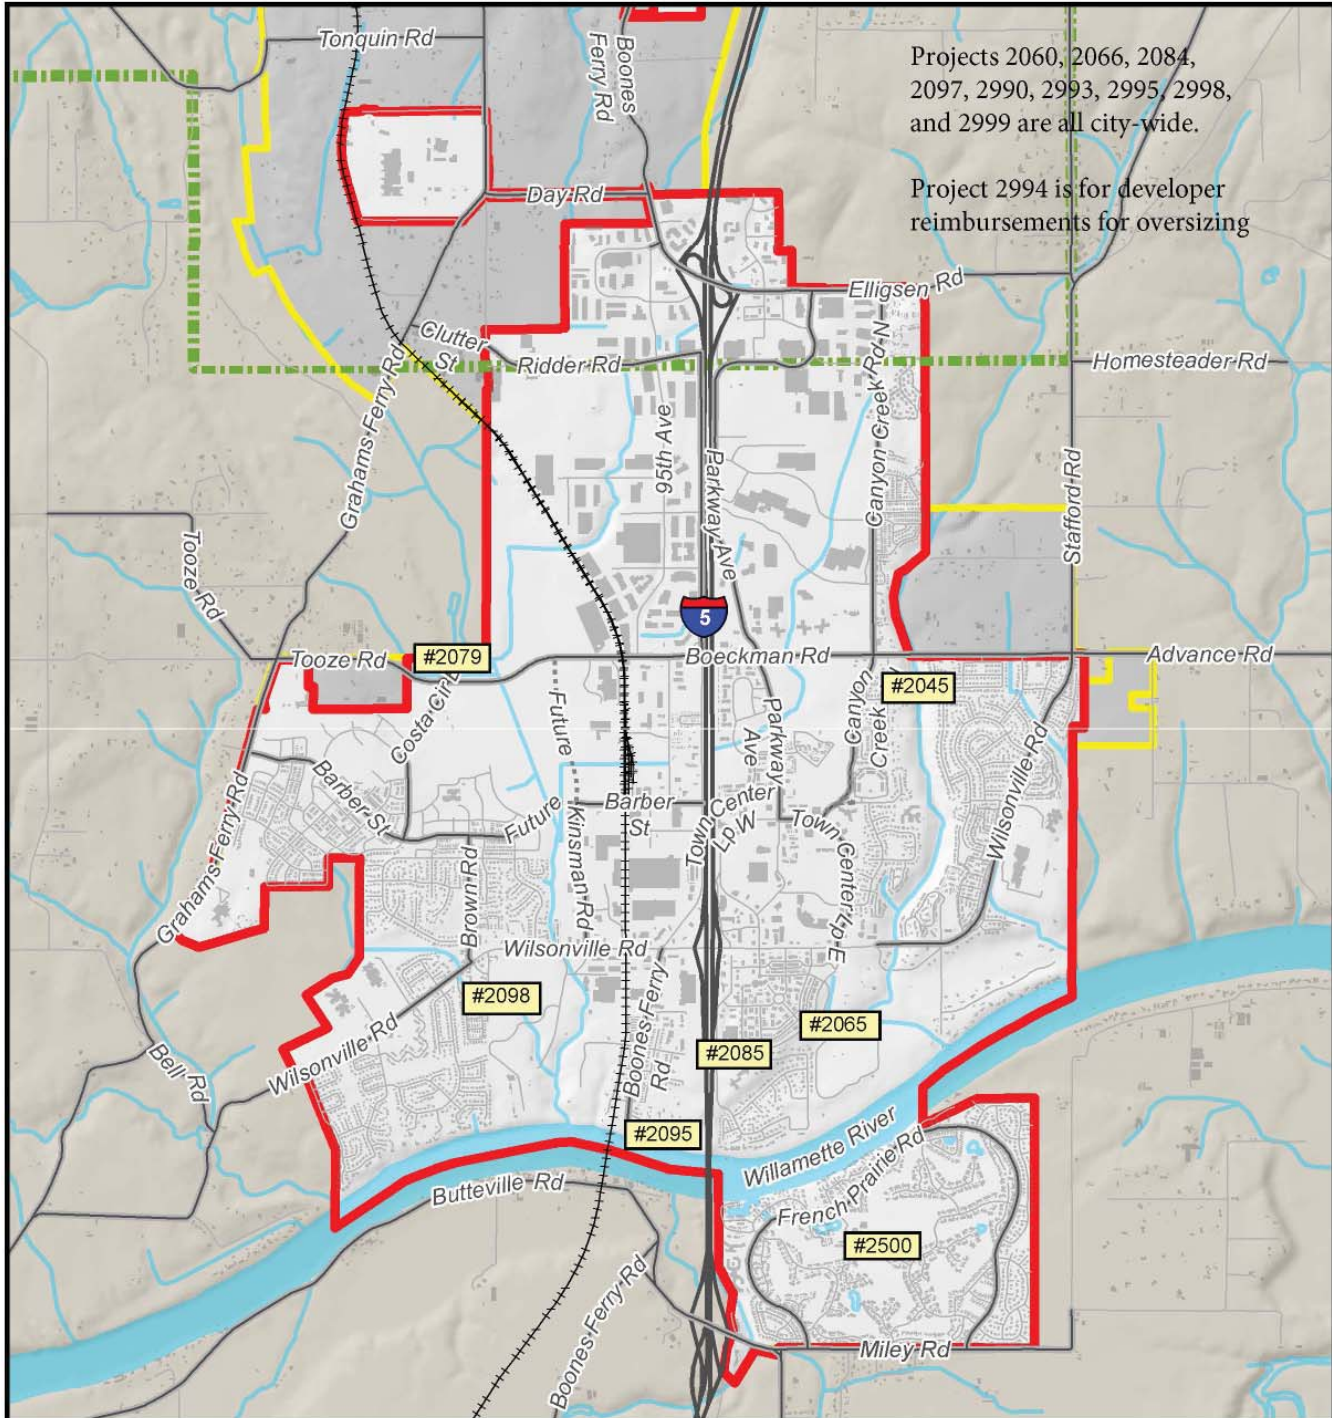 Tonquin Rd
Boones
Ferry Rd
Projects 2060, 2066, 2084,
2097, 2990, 2993, 2995, 2998,
and 2999 are all city-wide.
Project 2994 is for developer
reimbursements for oversizing
Day Rd
Elligsen Rd
Clutter
St
Ridder Rd
Homesteader Rd
Grahams Ferry Rd
95th Ave
Parkway Ave
Canyon Creek Rd N
Stafford Rd
Tooze Rd
5
Tooze Rd
#2079
Boeckman Rd
Advance Rd
#2045
Costa Cir
Future
Canyon
Creek
Parkway
Ave
Wilsonville Rd
Barber St
Future
Kinsman Rd
Barber
St
Town Center
Lp W
Town Center Lp E
Grahams Ferry Rd
Brown Rd
Wilsonville Rd
#2098
#2065
#2085
Boones Ferry
Rd
Bell Rd
Wilsonville Rd
#2095
Willamette River
Butteville Rd
French Prairie Rd
#2500
Boones Ferry Rd
Miley Rd